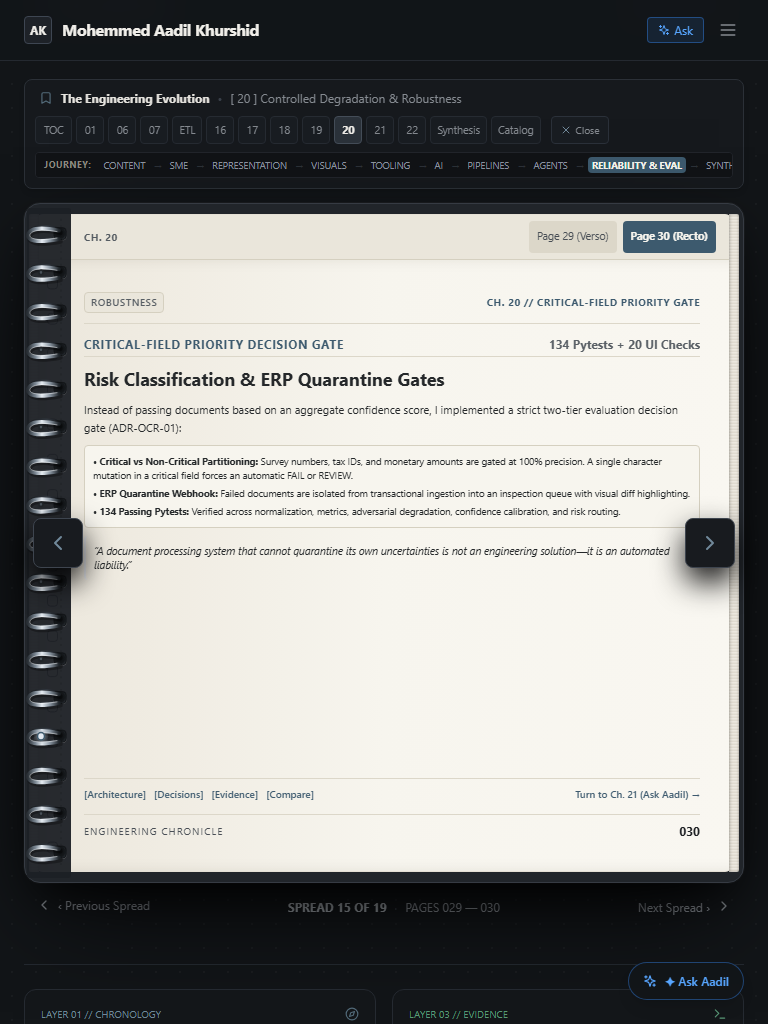 AK Mohemmed Aadil Khurshid Ask
The Engineering Evolution · [ 20 ] Controlled Degradation & Robustness
TOC 01 06 07 ETL 16 17 18 19 20 21 22 Synthesis Catalog × Close
JOURNEY: CONTENT → SME → REPRESENTATION → VISUALS → TOOLING → AI → PIPELINES → AGENTS → RELIABILITY & EVAL → SYNTH
CH. 20 Page 29 (Verso) Page 30 (Recto)
ROBUSTNESS CH. 20 // CRITICAL-FIELD PRIORITY GATE
CRITICAL-FIELD PRIORITY DECISION GATE 134 Pytests + 20 UI Checks
Risk Classification & ERP Quarantine Gates
Instead of passing documents based on an aggregate confidence score, I implemented a strict two-tier evaluation decision
gate (ADR-OCR-01):
• Critical vs Non-Critical Partitioning: Survey numbers, tax IDs, and monetary amounts are gated at 100% precision. A single character
mutation in a critical field forces an automatic FAIL or REVIEW.
• ERP Quarantine Webhook: Failed documents are isolated from transactional ingestion into an inspection queue with visual diff highlighting.
• 134 Passing Pytests: Verified across normalization, metrics, adversarial degradation, confidence calibration, and risk routing.
“A document processing system that cannot quarantine its own uncertainties is not an engineering solution—it is an automated
liability.”
[Architecture] [Decisions] [Evidence] [Compare] Turn to Ch. 21 (Ask Aadil) →
ENGINEERING CHRONICLE 030
‹ Previous Spread SPREAD 15 OF 19 · PAGES 029 — 030 Next Spread ›
✦ Ask Aadil
LAYER 01 // CHRONOLOGY LAYER 03 // EVIDENCE